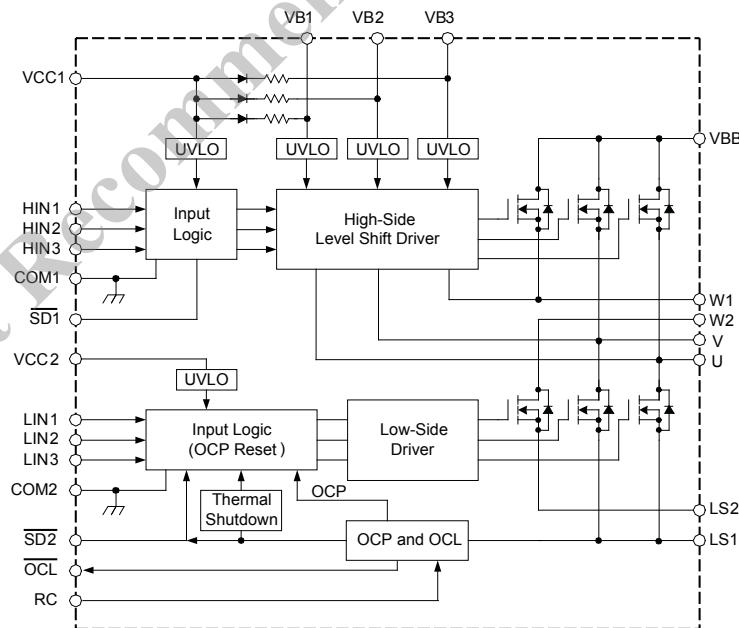 VB1 VB2 VB3
VCC1
UVLO UVLO UVLO UVLO
VBB
HIN1
HIN2
HIN3
Input
Logic
High-Side
Level Shift Driver
COM1
SD1
W1
W2
V
U
VCC2
UVLO
LIN1
LIN2
LIN3
Input Logic
(OCP Reset)
Low-Side
Driver
COM2
OCP
Thermal
Shutdown
LS2
SD2
OCP and OCL
LS1
OCL
RC
Recommen